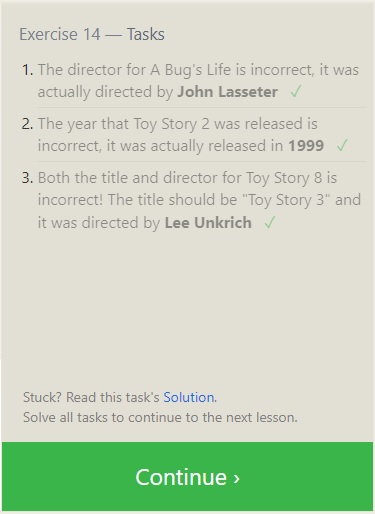 Exercise 14 — Tasks
1. The director for A Bug's Life is incorrect, it was
actually directed by John Lasseter ✓
2. The year that Toy Story 2 was released is
incorrect, it was actually released in 1999 ✓
3. Both the title and director for Toy Story 8 is
incorrect! The title should be "Toy Story 3" and
it was directed by Lee Unkrich ✓
Stuck? Read this task's Solution.
Solve all tasks to continue to the next lesson.
Continue ›